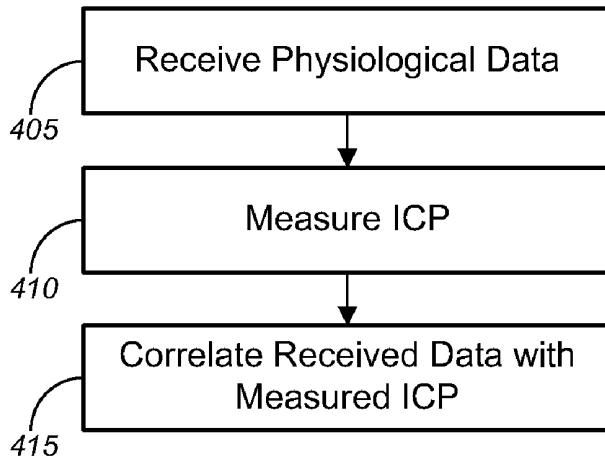 Receive Physiological Data
405
Measure ICP
410
Correlate Received Data with
Measured ICP
415